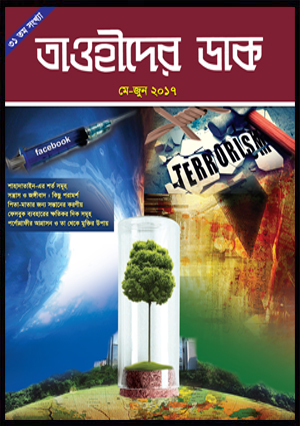 ৩১ তম সংখ্যা
তাওহীদের ডাক
মে-জুন ২০১৭
facebook
TERRORISM
শাহাদাতাইন-এর শর্ত সমূহ
সন্ত্রাস ও জঙ্গীবাদ : কিছু পরামর্শ
পিতা-মাতার জন্য সন্তানের করণীয়
ফেসবুক ব্যবহারের ক্ষতিকর দিক সমূহ
পর্ণোগ্রাফীর আগ্রাসন ও তা থেকে মুক্তির উপায়